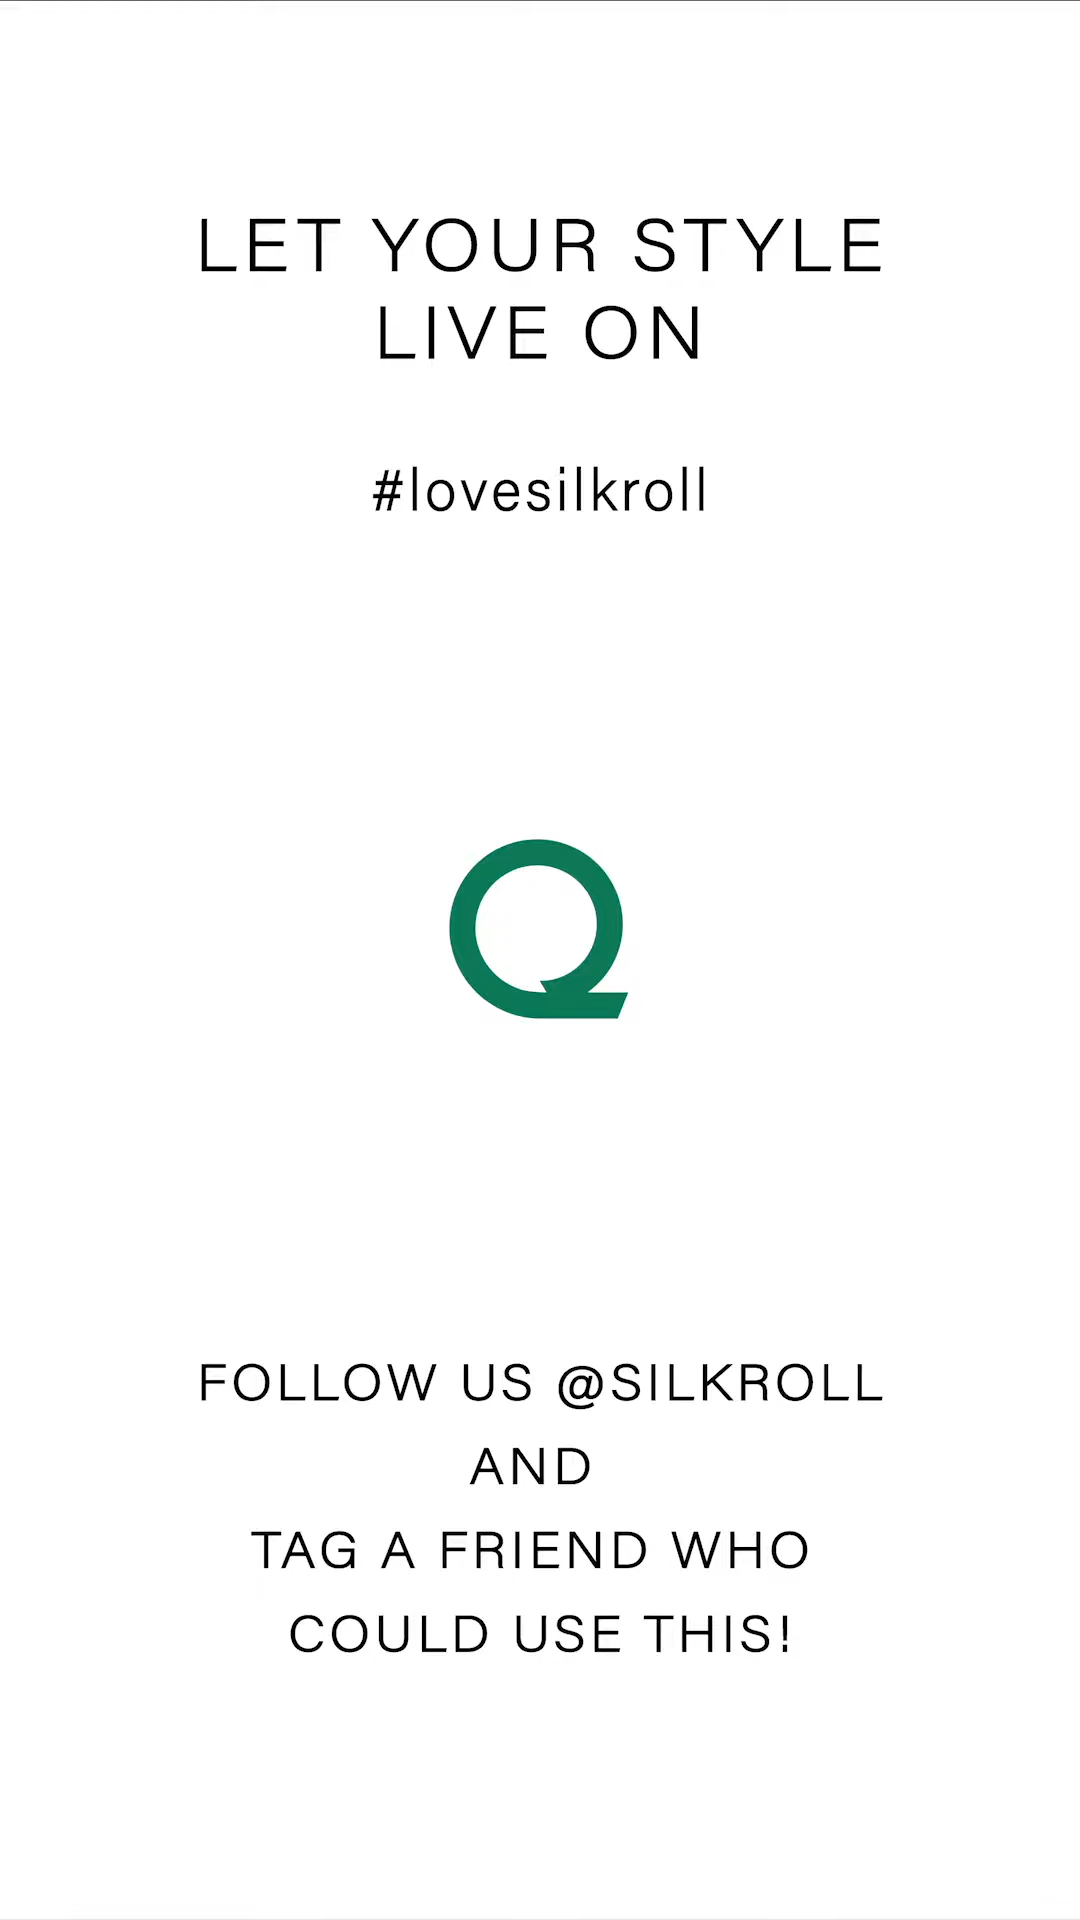 LET YOUR STYLE
LIVE ON
#lovesilkroll
FOLLOW US @SILKROLL
AND
TAG A FRIEND WHO
COULD USE THIS!